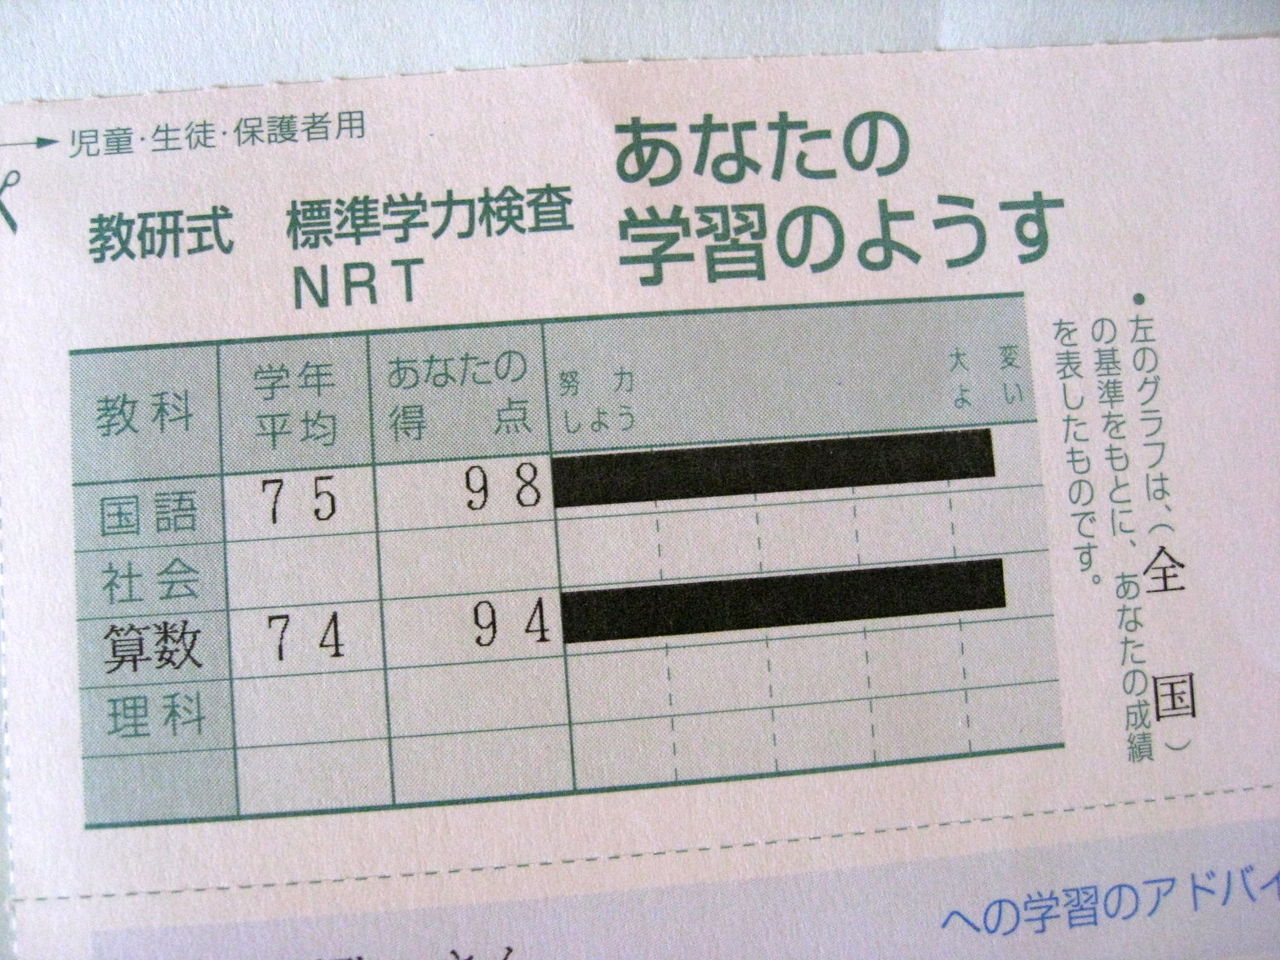 児童・生徒・保護者用
教研式 標準学力検査
NRT
あなたの
学習のようす
教科 学年平均 あなたの得点 努力しよう 大変よい
国語 75 98
社会
算数 74 94
理科
•左のグラフは、（全国）
の基準をもとに、あなたの成績
を表したものです。
への学習のアドバイ